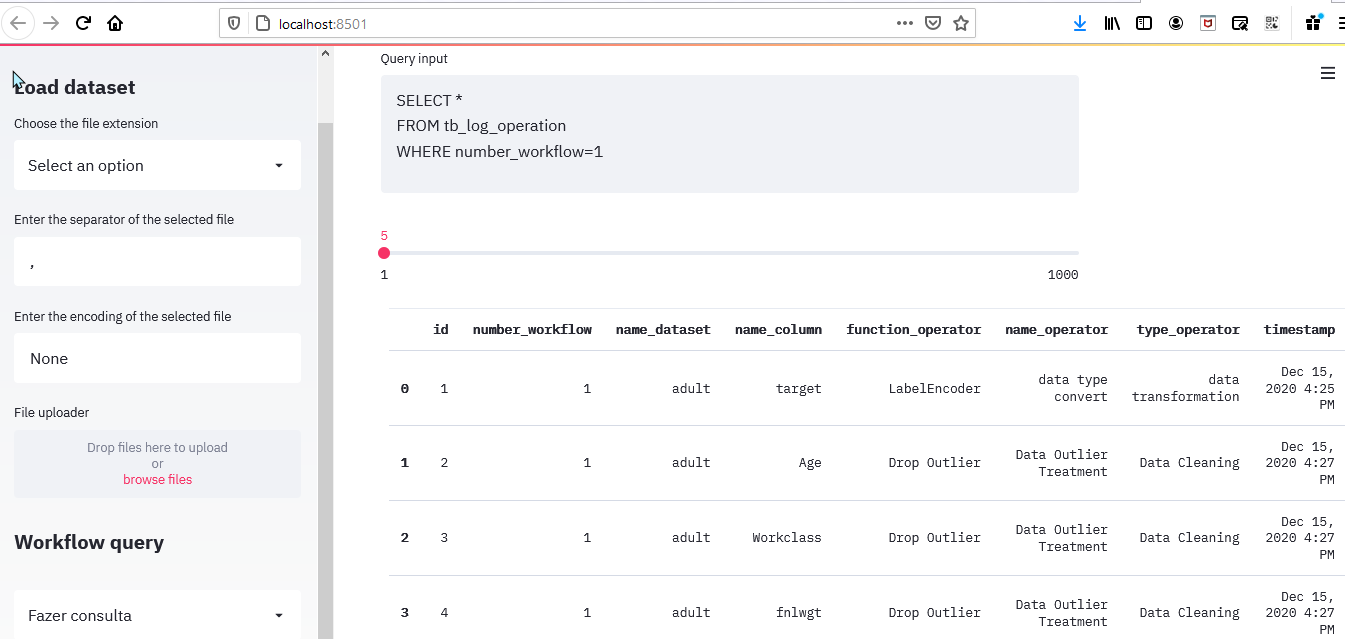 localhost:8501
Load dataset
Choose the file extension
Select an option
Enter the separator of the selected file
,
Enter the encoding of the selected file
None
File uploader
Drop files here to upload
or
browse files
Workflow query
Fazer consulta
Query input
SELECT *
FROM tb_log_operation
WHERE number_workflow=1
5
1 1000
id number_workflow name_dataset name_column function_operator name_operator type_operator timestamp
0 1 1 adult target LabelEncoder data type convert data transformation Dec 15, 2020 4:25 PM
1 2 1 adult Age Drop Outlier Data Outlier Treatment Data Cleaning Dec 15, 2020 4:27 PM
2 3 1 adult Workclass Drop Outlier Data Outlier Treatment Data Cleaning Dec 15, 2020 4:27 PM
3 4 1 adult fnlwgt Drop Outlier Data Outlier Treatment Data Cleaning Dec 15, 2020 4:27 PM